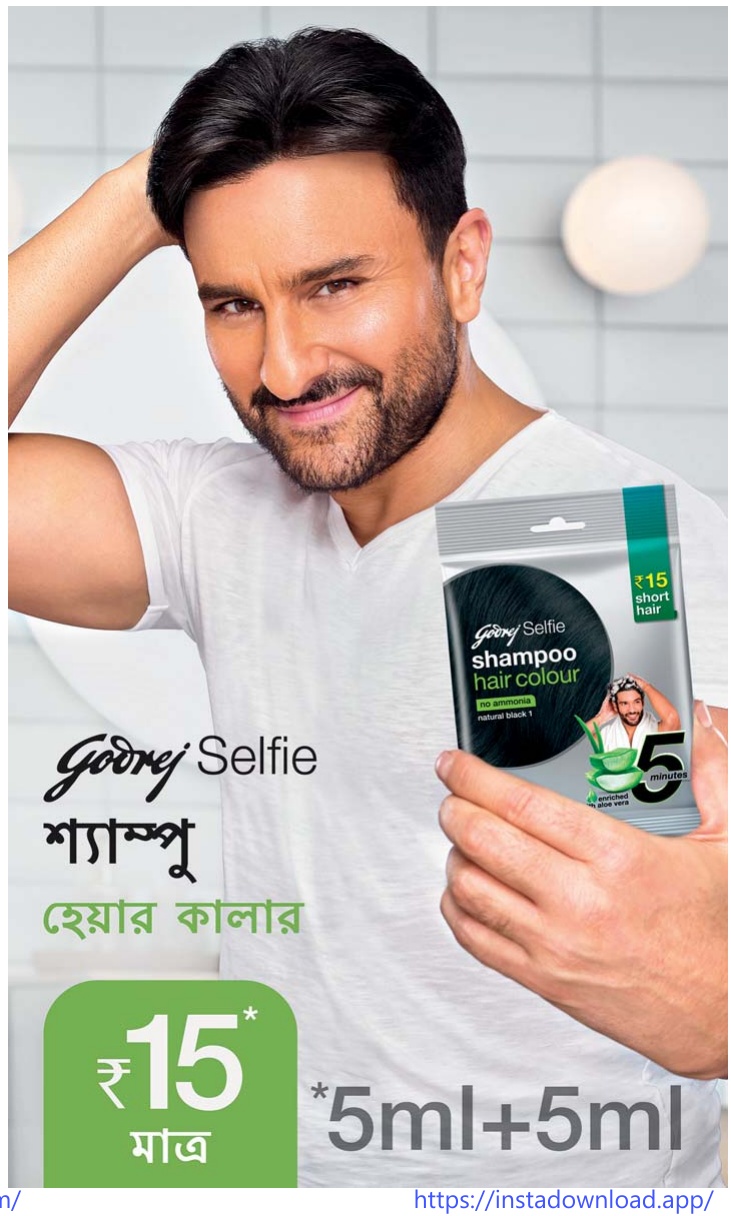 ₹15
short
hair
Godrej Selfie
shampoo
hair colour
no ammonia
natural black 1
5
minutes
enriched
aloe vera
Godrej Selfie
শ্যাম্পু
হেয়ার কালার
₹15*
মাত্র
*5ml+5ml
https://instadownload.app/